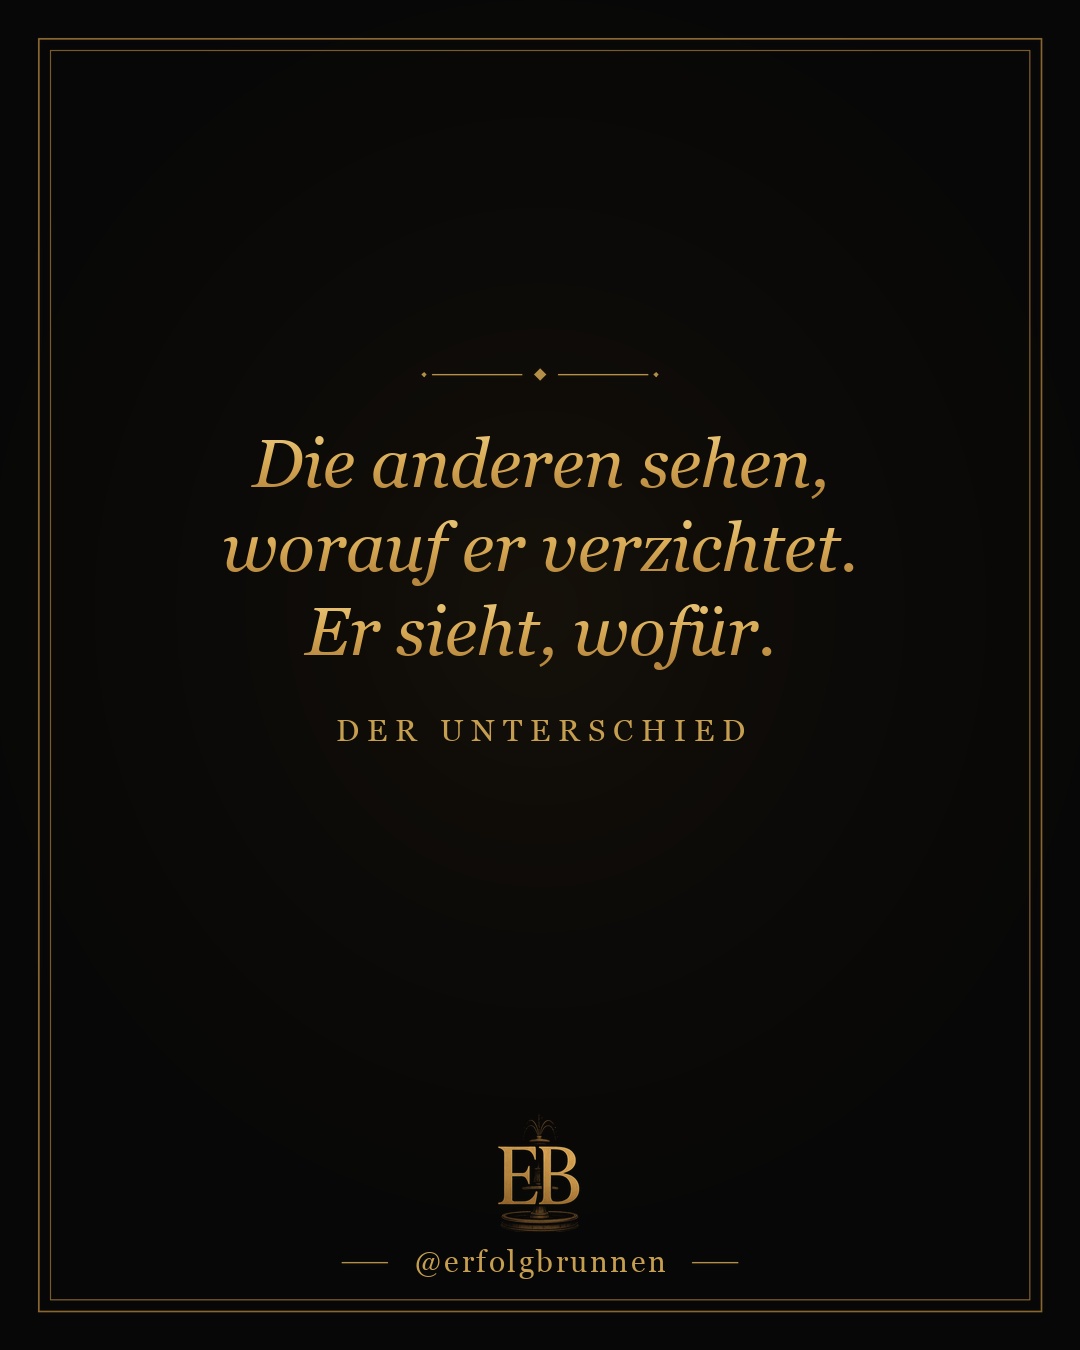 Die anderen sehen,
worauf er verzichtet.
Er sieht, wofür.
DER UNTERSCHIED
EB
@erfolgbrunnen